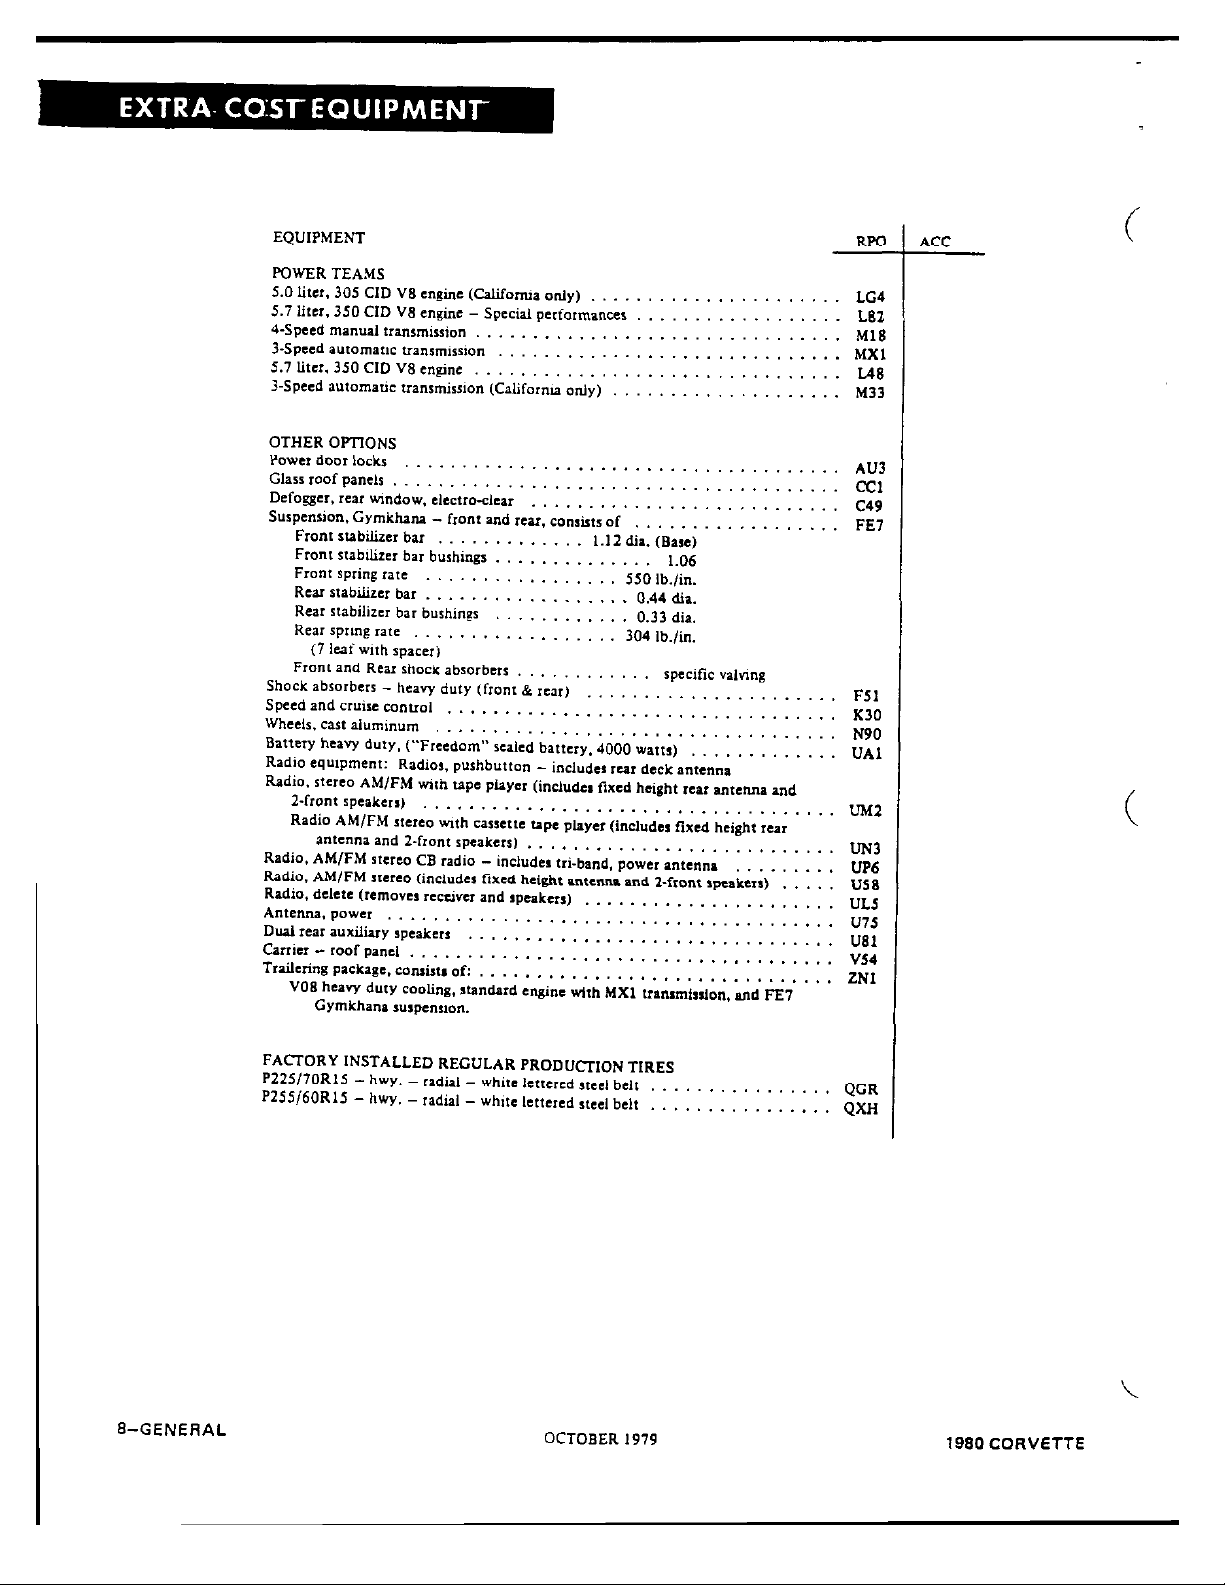 EXTRA COST EQUIPMENT
EQUIPMENT RPO ACC
POWER TEAMS
5.0 liter, 305 CID V8 engine (California only) . . . . . . . . . . . . . . . . . . . . . . LG4
5.7 liter, 350 CID V8 engine – Special performances . . . . . . . . . . . . . . . . . . L82
4-Speed manual transmission . . . . . . . . . . . . . . . . . . . . . . . . . . . . . . . . M18
3-Speed automatic transmission . . . . . . . . . . . . . . . . . . . . . . . . . . . . . . MX1
5.7 liter, 350 CID V8 engine . . . . . . . . . . . . . . . . . . . . . . . . . . . . . . . . L48
3-Speed automatic transmission (California only) . . . . . . . . . . . . . . . . . . . . M33
OTHER OPTIONS
Power door locks . . . . . . . . . . . . . . . . . . . . . . . . . . . . . . . . . . . . . . AU3
Glass roof panels . . . . . . . . . . . . . . . . . . . . . . . . . . . . . . . . . . . . . . . CC1
Defogger, rear window, electro-clear . . . . . . . . . . . . . . . . . . . . . . . . . . . C49
Suspension, Gymkhana – front and rear, consists of . . . . . . . . . . . . . . . . . . FE7
Front stabilizer bar . . . . . . . . . . . . . 1.12 dia. (Base)
Front stabilizer bar bushings . . . . . . . . . . . . . . 1.06
Front spring rate . . . . . . . . . . . . . . . . . 550 lb./in.
Rear stabilizer bar . . . . . . . . . . . . . . . . . . 0.44 dia.
Rear stabilizer bar bushings . . . . . . . . . . . . 0.33 dia.
Rear spring rate . . . . . . . . . . . . . . . . . . 304 lb./in.
(7 leaf with spacer)
Front and Rear shock absorbers . . . . . . . . . . . . specific valving
Shock absorbers – heavy duty (front & rear) . . . . . . . . . . . . . . . . . . . . . . F51
Speed and cruise control . . . . . . . . . . . . . . . . . . . . . . . . . . . . . . . . . . K30
Wheels, cast aluminum . . . . . . . . . . . . . . . . . . . . . . . . . . . . . . . . . . . N90
Battery heavy duty, ("Freedom" sealed battery, 4000 watts) . . . . . . . . . . . . . UA1
Radio equipment: Radios, pushbutton – includes rear deck antenna
Radio, stereo AM/FM with tape player (includes fixed height rear antenna and
2-front speakers) . . . . . . . . . . . . . . . . . . . . . . . . . . . . . . . . . . . . UM2
Radio AM/FM stereo with cassette tape player (includes fixed height rear
antenna and 2-front speakers) . . . . . . . . . . . . . . . . . . . . . . . . . . . UN3
Radio, AM/FM stereo CB radio – includes tri-band, power antenna . . . . . . . . . UP6
Radio, AM/FM stereo (includes fixed height antenna and 2-front speakers) . . . . . U58
Radio, delete (removes receiver and speakers) . . . . . . . . . . . . . . . . . . . . . . UL5
Antenna, power . . . . . . . . . . . . . . . . . . . . . . . . . . . . . . . . . . . . . . . U75
Dual rear auxiliary speakers . . . . . . . . . . . . . . . . . . . . . . . . . . . . . . . . U81
Carrier – roof panel . . . . . . . . . . . . . . . . . . . . . . . . . . . . . . . . . . . . . V54
Trailering package, consists of: . . . . . . . . . . . . . . . . . . . . . . . . . . . . . . . ZN1
V08 heavy duty cooling, standard engine with MX1 transmission, and FE7
Gymkhana suspension.
FACTORY INSTALLED REGULAR PRODUCTION TIRES
P225/70R15 – hwy. – radial – white lettered steel belt . . . . . . . . . . . . . . . . QGR
P255/60R15 – hwy. – radial – white lettered steel belt . . . . . . . . . . . . . . . . QXH
8–GENERAL OCTOBER 1979 1980 CORVETTE